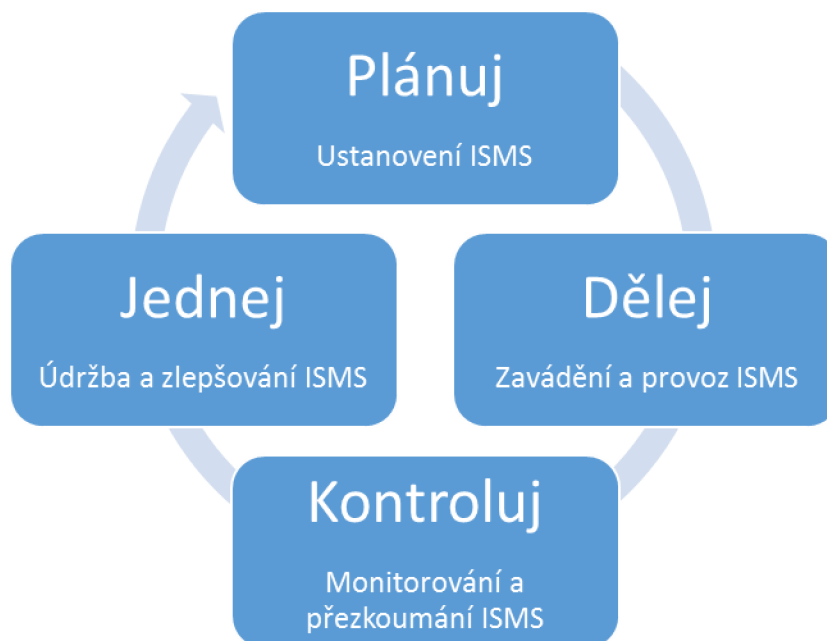 Plánuj
Ustanovení ISMS
Dělej
Zavádění a provoz ISMS
Kontroluj
Monitorování a
přezkoumání ISMS
Jednej
Údržba a zlepšování ISMS